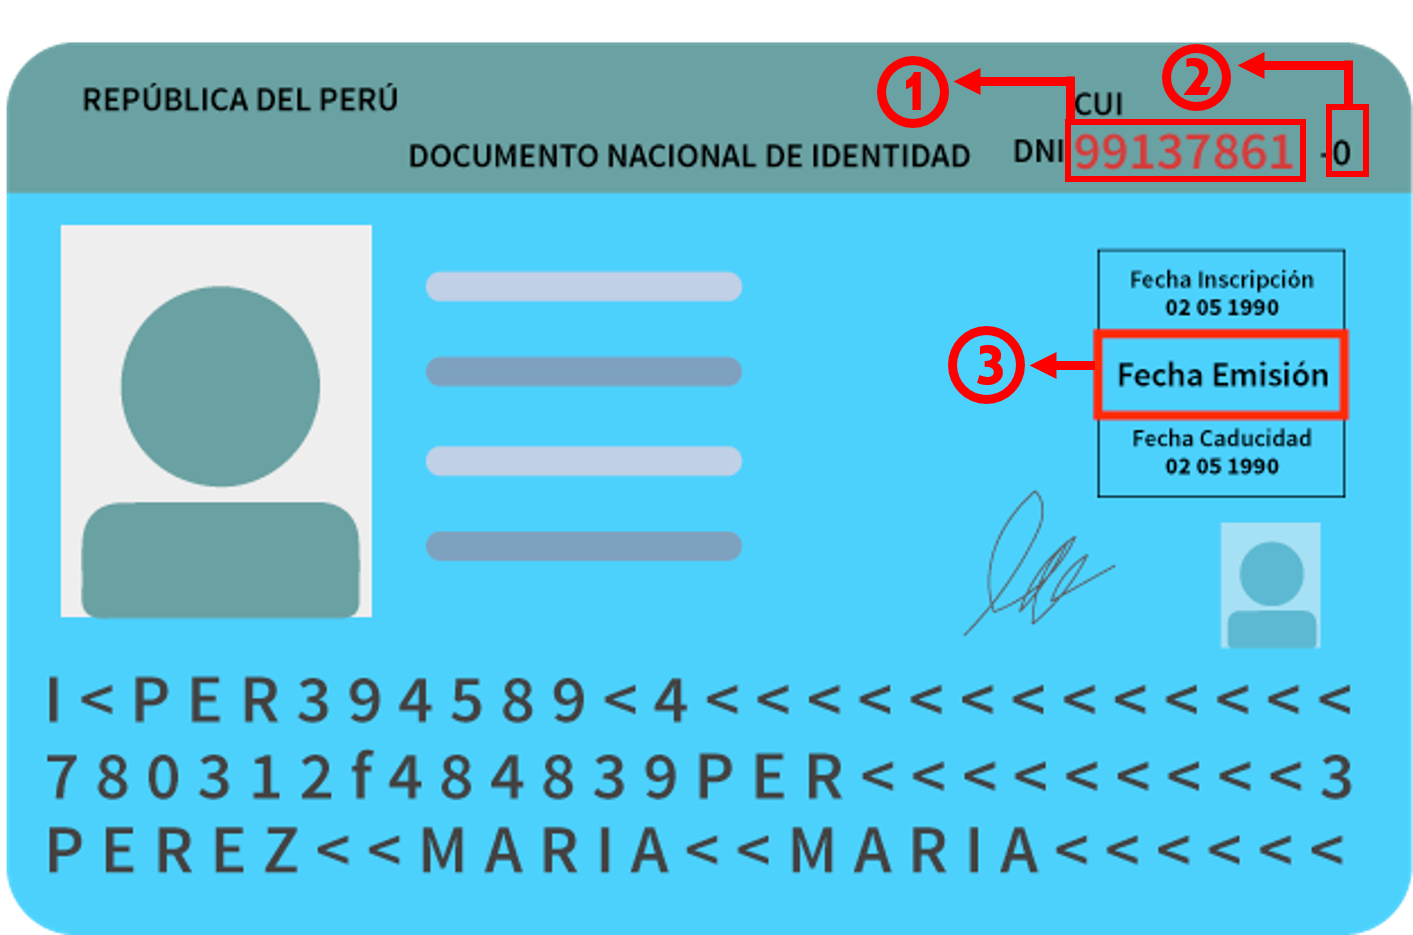 REPÚBLICA DEL PERÚ
1
2
CUI
DOCUMENTO NACIONAL DE IDENTIDAD
DNI 99137861 -0
Fecha Inscripción
02 05 1990
3
Fecha Emisión
Fecha Caducidad
02 05 1990
I<PER394589<4<<<<<<<<<<<<<
780312f484839PER<<<<<<<<<3
PEREZ<<MARIA<<MARIA<<<<<<